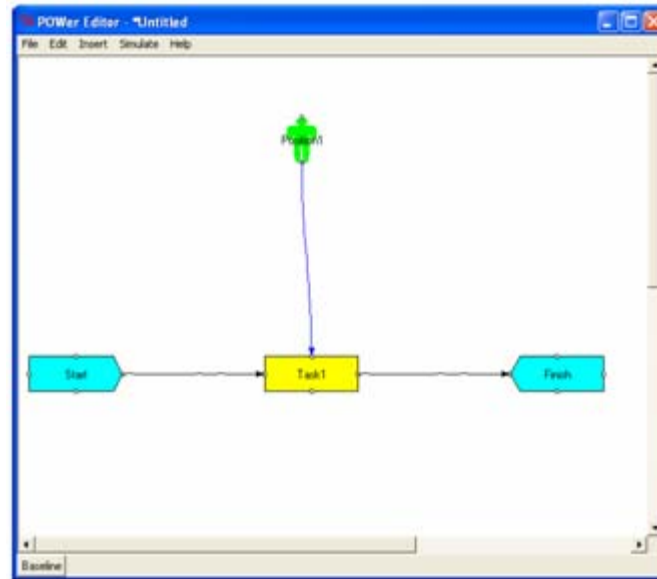 POWer Editor - *Untitled
File Edit Insert Simulate Help
Position1
Start
Task1
Finish
Baseline